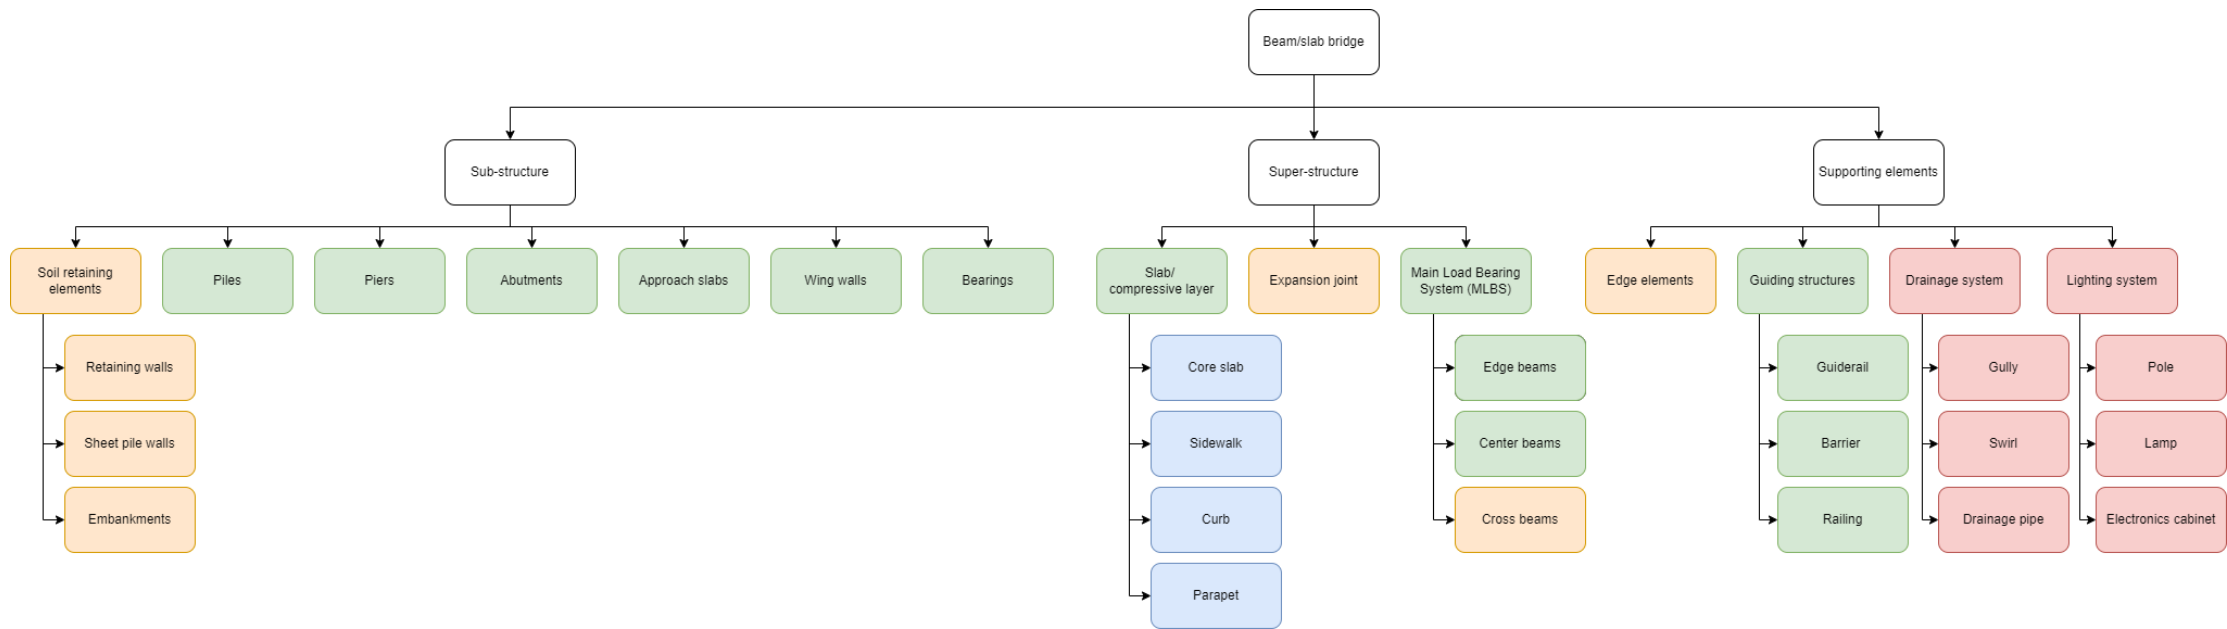 Beam/slab bridge
Sub-structure
Super-structure
Supporting elements
Soil retaining
elements
Piles
Piers
Abutments
Approach slabs
Wing walls
Bearings
Slab/
compressive layer
Expansion joint
Main Load Bearing
System (MLBS)
Edge elements
Guiding structures
Drainage system
Lighting system
Retaining walls
Core slab
Edge beams
Guiderail
Gully
Pole
Sheet pile walls
Sidewalk
Center beams
Barrier
Swirl
Lamp
Embankments
Curb
Cross beams
Railing
Drainage pipe
Electronics cabinet
Parapet